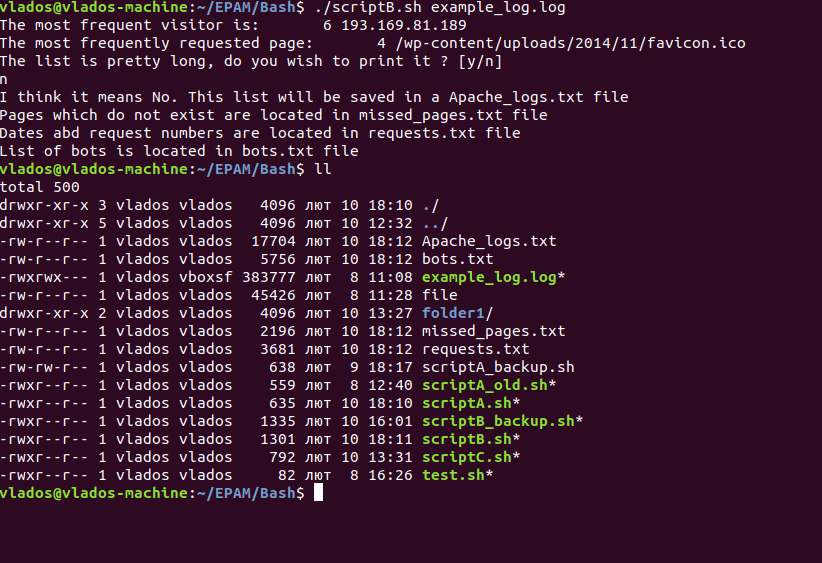 vlados@vlados-machine:~/EPAM/Bash$ ./scriptB.sh example_log.log
The most frequent visitor is:       6 193.169.81.189
The most frequently requested page:       4 /wp-content/uploads/2014/11/favicon.ico
The list is pretty long, do you wish to print it ? [y/n]
n
I think it means No. This list will be saved in a Apache_logs.txt file
Pages which do not exist are located in missed_pages.txt file
Dates abd request numbers are located in requests.txt file
List of bots is located in bots.txt file
vlados@vlados-machine:~/EPAM/Bash$ ll
total 500
drwxr-xr-x 3 vlados vlados   4096 лют 10 18:10 ./
drwxr-xr-x 5 vlados vlados   4096 лют 10 12:32 ../
-rw-r--r-- 1 vlados vlados  17704 лют 10 18:12 Apache_logs.txt
-rw-r--r-- 1 vlados vlados   5756 лют 10 18:12 bots.txt
-rwxrwx--- 1 vlados vboxsf 383777 лют  8 11:08 example_log.log*
-rw-r--r-- 1 vlados vlados  45426 лют  8 11:28 file
drwxr-xr-x 2 vlados vlados   4096 лют 10 13:27 folder1/
-rw-r--r-- 1 vlados vlados   2196 лют 10 18:12 missed_pages.txt
-rw-r--r-- 1 vlados vlados   3681 лют 10 18:12 requests.txt
-rw-rw-r-- 1 vlados vlados    638 лют  9 18:17 scriptA_backup.sh
-rwxr--r-- 1 vlados vlados    559 лют  8 12:40 scriptA_old.sh*
-rwxr--r-- 1 vlados vlados    635 лют 10 18:10 scriptA.sh*
-rwxr--r-- 1 vlados vlados   1335 лют 10 16:01 scriptB_backup.sh*
-rwxr--r-- 1 vlados vlados   1301 лют 10 18:11 scriptB.sh*
-rwxr--r-- 1 vlados vlados    792 лют 10 13:31 scriptC.sh*
-rwxr--r-- 1 vlados vlados     82 лют  8 16:26 test.sh*
vlados@vlados-machine:~/EPAM/Bash$